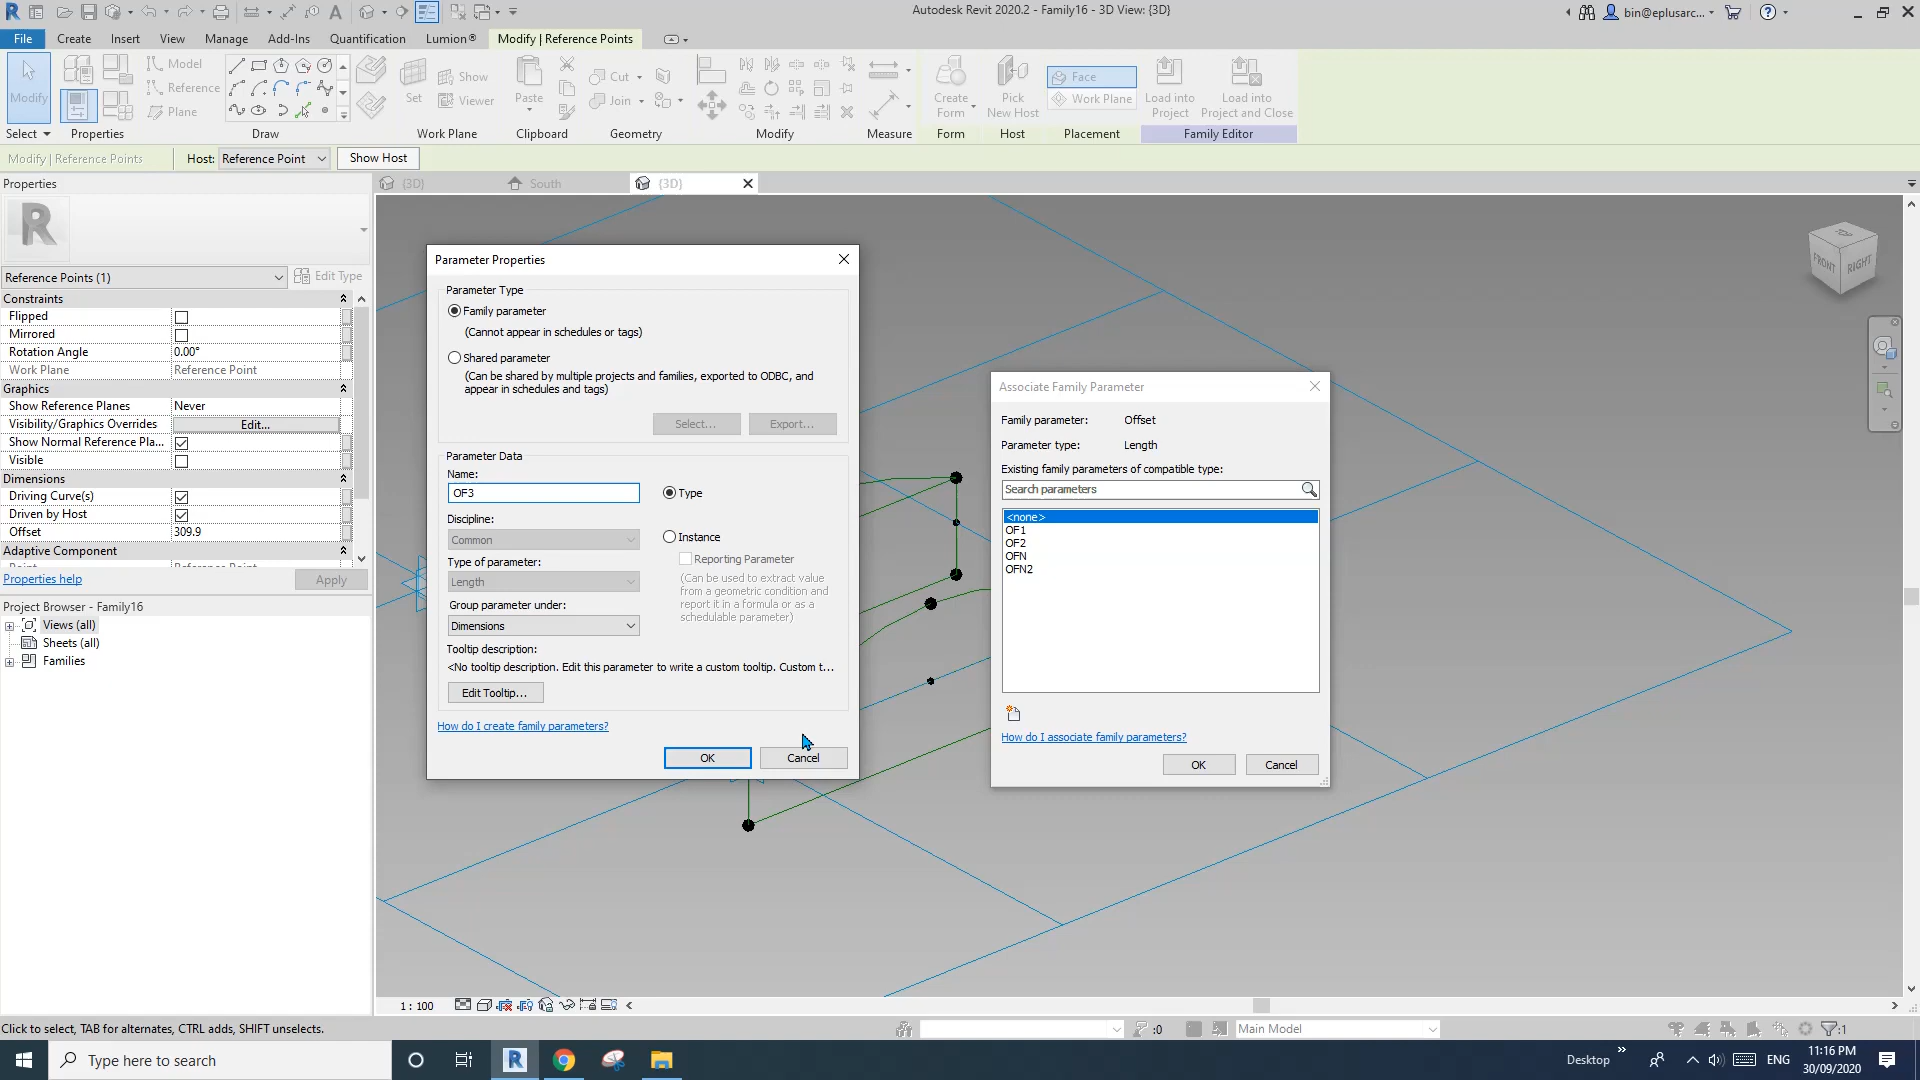 Autodesk Revit 2020.2 - Family16 - 3D View: {3D}
bin@eplusarc...
File
Create
Insert
View
Manage
Add-Ins
Quantification
Lumion®
Modify | Reference Points
Modify
Model
Reference
Plane
Set
Show
Viewer
Paste
Cut
Join
Create Form
Pick New Host
Face
Work Plane
Load into Project
Load into Project and Close
Select
Properties
Draw
Work Plane
Clipboard
Geometry
Modify
Measure
Form
Host
Placement
Family Editor
Modify | Reference Points
Host:
Reference Point
Show Host
Properties
{3D}
South
{3D}
Reference Points (1)
Edit Type
Constraints
Flipped
Mirrored
Rotation Angle 0.00°
Work Plane Reference Point
Graphics
Show Reference Planes Never
Visibility/Graphics Overrides Edit...
Show Normal Reference Pla...
Visible
Dimensions
Driving Curve(s)
Driven by Host
Offset 309.9
Adaptive Component
Properties help
Apply
Project Browser - Family16
Views (all)
Sheets (all)
Families
Parameter Properties
Parameter Type
Family parameter
(Cannot appear in schedules or tags)
Shared parameter
(Can be shared by multiple projects and families, exported to ODBC, and
appear in schedules and tags)
Select...
Export...
Parameter Data
Name:
OF3
Type
Discipline:
Common
Instance
Reporting Parameter
Type of parameter:
Length
(Can be used to extract value
from a geometric condition and
report it in a formula or as a
schedulable parameter)
Group parameter under:
Dimensions
Tooltip description:
<No tooltip description. Edit this parameter to write a custom tooltip. Custom t...
Edit Tooltip...
How do I create family parameters?
OK
Cancel
Associate Family Parameter
Family parameter: Offset
Parameter type: Length
Existing family parameters of compatible type:
Search parameters
<none>
OF1
OF2
OFN
OFN2
How do I associate family parameters?
OK
Cancel
TOP
FRONT
RIGHT
1 : 100
Click to select, TAB for alternates, CTRL adds, SHIFT unselects.
:0
Main Model
:1
Type here to search
Desktop
ENG
11:16 PM
30/09/2020